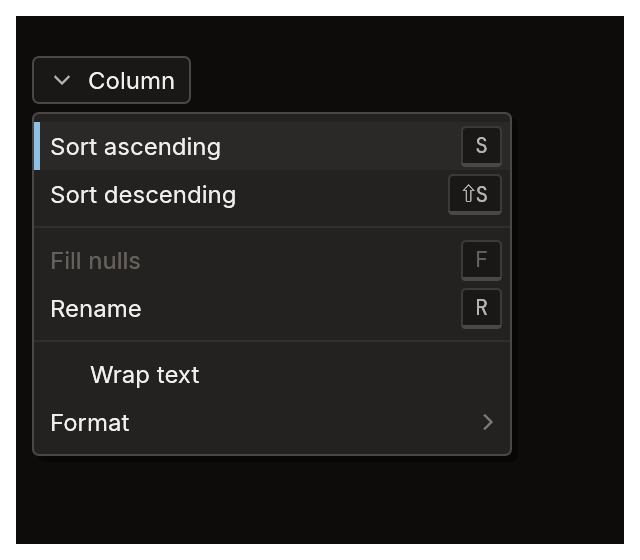 Column
Sort ascending S
Sort descending ⇧S
Fill nulls F
Rename R
Wrap text
Format